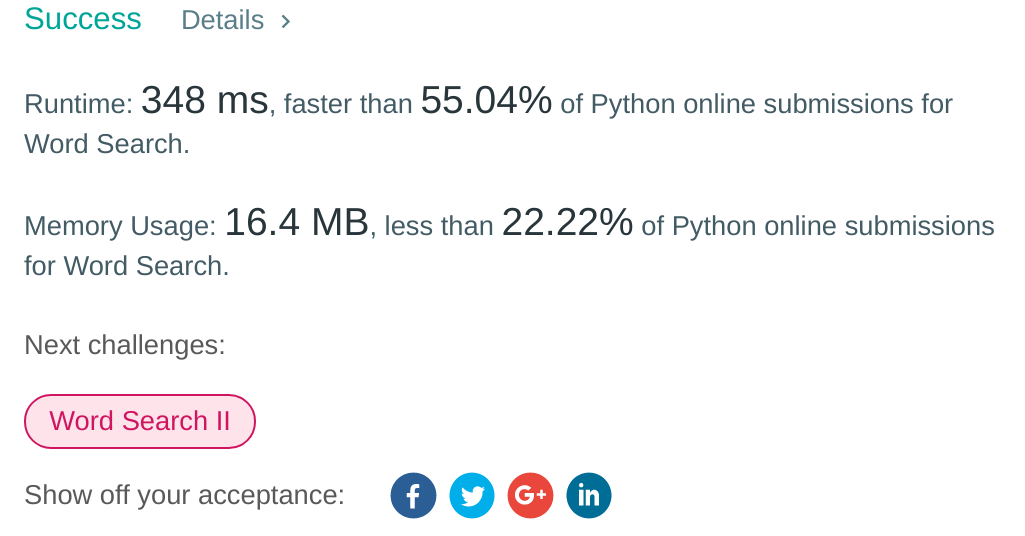 Success Details >
Runtime: 348 ms, faster than 55.04% of Python online submissions for
Word Search.
Memory Usage: 16.4 MB, less than 22.22% of Python online submissions
for Word Search.
Next challenges:
Word Search II
Show off your acceptance: f G+ in